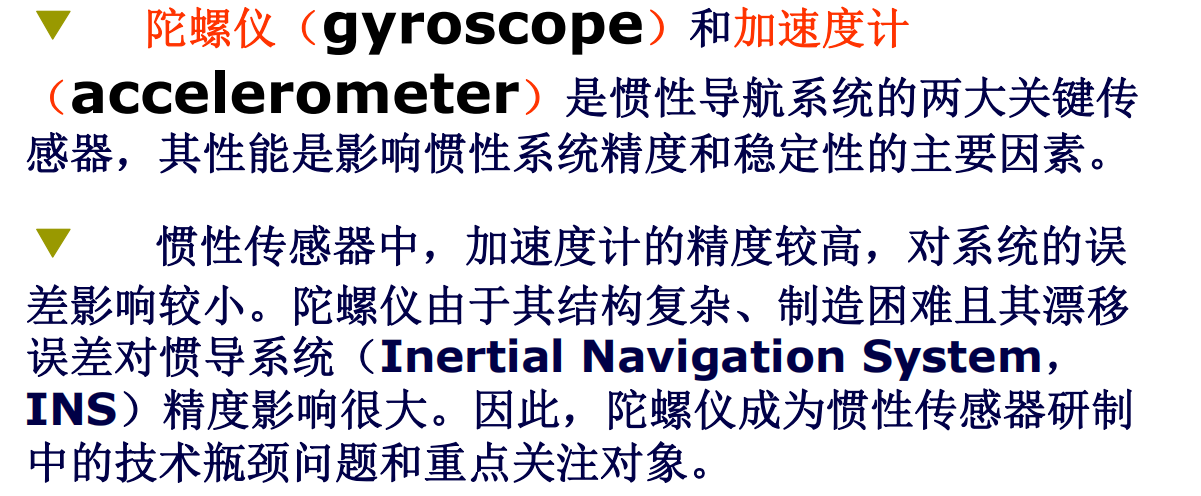 陀螺仪（gyroscope）和加速度计
（accelerometer）是惯性导航系统的两大关键传
感器，其性能是影响惯性系统精度和稳定性的主要因素。
惯性传感器中，加速度计的精度较高，对系统的误
差影响较小。陀螺仪由于其结构复杂、制造困难且其漂移
误差对惯导系统（Inertial Navigation System，
INS）精度影响很大。因此，陀螺仪成为惯性传感器研制
中的技术瓶颈问题和重点关注对象。